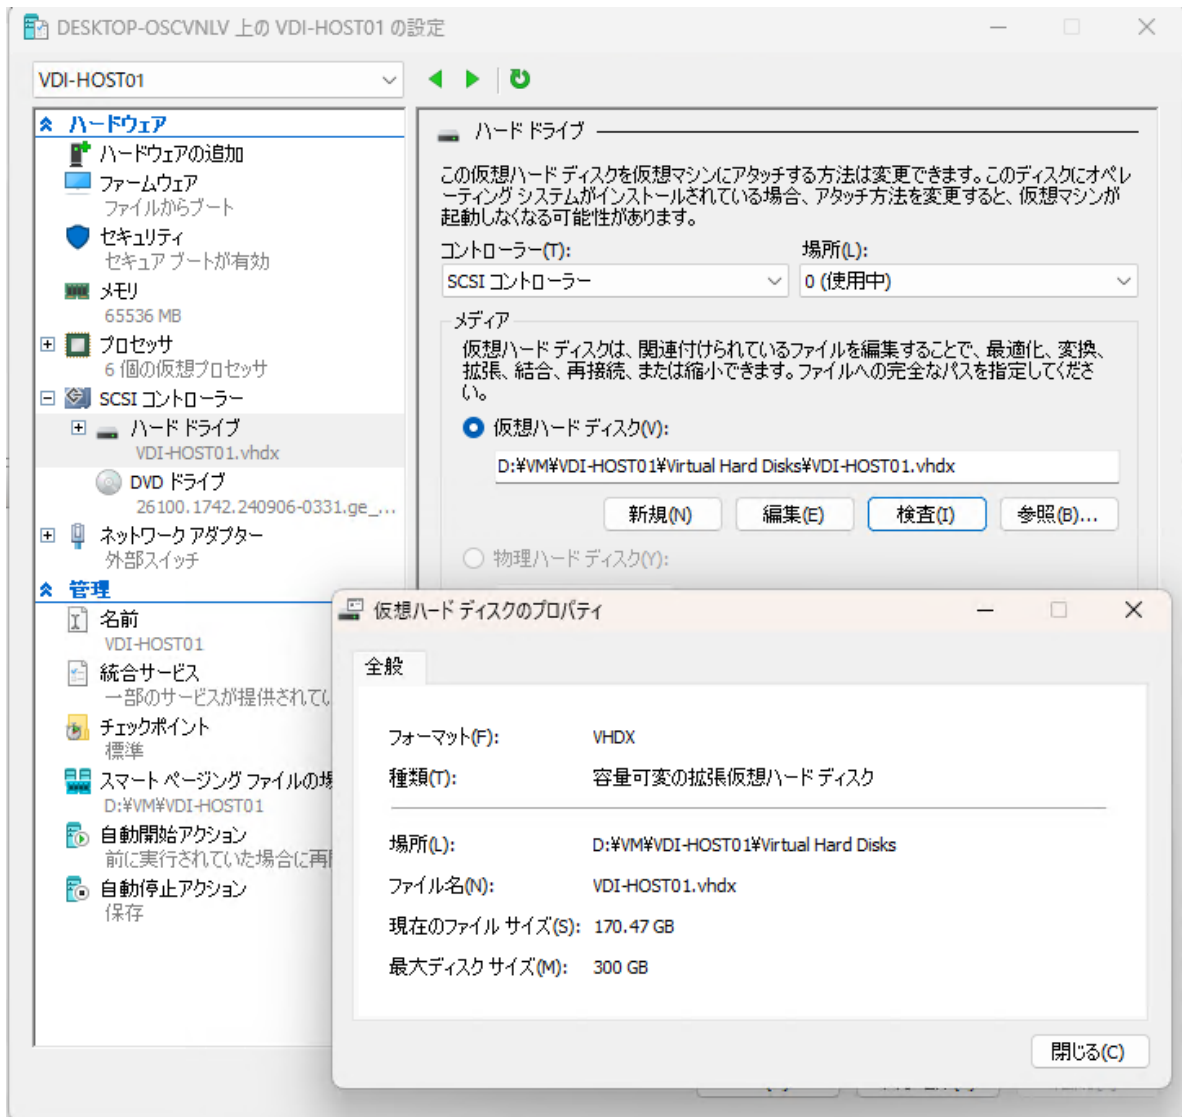 DESKTOP-OSCVNLV 上の VDI-HOST01 の設定
VDI-HOST01
ハードウェア
ハードウェアの追加
ファームウェア
ファイルからブート
セキュリティ
セキュア ブートが有効
メモリ
65536 MB
プロセッサ
6 個の仮想プロセッサ
SCSI コントローラー
ハード ドライブ
VDI-HOST01.vhdx
DVD ドライブ
26100.1742.240906-0331.ge_...
ネットワーク アダプター
外部スイッチ
管理
名前
VDI-HOST01
統合サービス
一部のサービスが提供されてい
チェックポイント
標準
スマート ページング ファイルの場
D:¥VM¥VDI-HOST01
自動開始アクション
前に実行されていた場合に再
自動停止アクション
保存
ハード ドライブ
この仮想ハード ディスクを仮想マシンにアタッチする方法は変更できます。このディスクにオペレ
ーティング システムがインストールされている場合、アタッチ方法を変更すると、仮想マシンが
起動しなくなる可能性があります。
コントローラー(T):
場所(L):
SCSI コントローラー
0 (使用中)
メディア
仮想ハード ディスクは、関連付けられているファイルを編集することで、最適化、変換、
拡張、結合、再接続、または縮小できます。ファイルへの完全なパスを指定してくださ
い。
仮想ハード ディスク(V):
D:¥VM¥VDI-HOST01¥Virtual Hard Disks¥VDI-HOST01.vhdx
新規(N)
編集(E)
検査(I)
参照(B)...
物理ハード ディスク(Y):
仮想ハード ディスクのプロパティ
全般
フォーマット(F): VHDX
種類(T): 容量可変の拡張仮想ハード ディスク
場所(L): D:¥VM¥VDI-HOST01¥Virtual Hard Disks
ファイル名(N): VDI-HOST01.vhdx
現在のファイル サイズ(S): 170.47 GB
最大ディスク サイズ(M): 300 GB
閉じる(C)